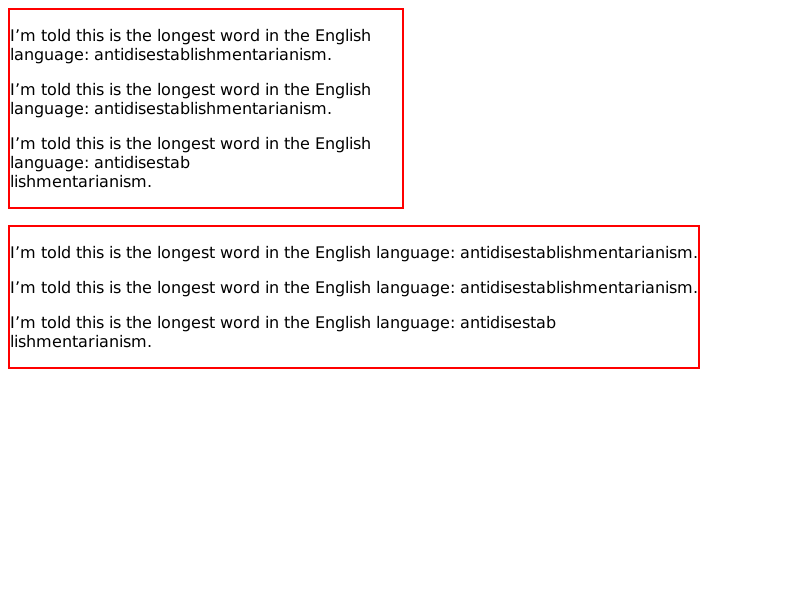 I’m told this is the longest word in the English
language: antidisestablishmentarianism.
I’m told this is the longest word in the English
language: antidisestablishmentarianism.
I’m told this is the longest word in the English
language: antidisestab
lishmentarianism.
I’m told this is the longest word in the English language: antidisestablishmentarianism.
I’m told this is the longest word in the English language: antidisestablishmentarianism.
I’m told this is the longest word in the English language: antidisestab
lishmentarianism.